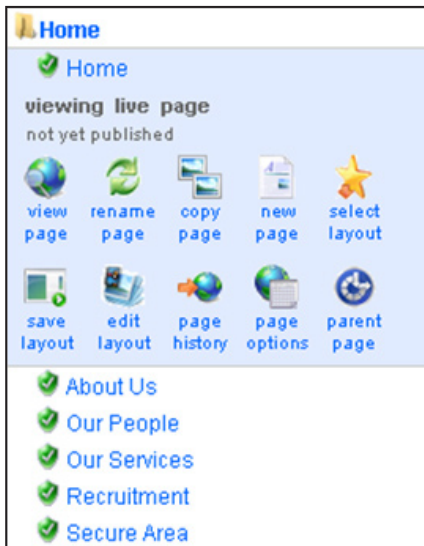 Home
Home
viewing live page
not yet published
view rename copy new select
page page page page layout
save edit page page parent
layout layout history options page
About Us
Our People
Our Services
Recruitment
Secure Area